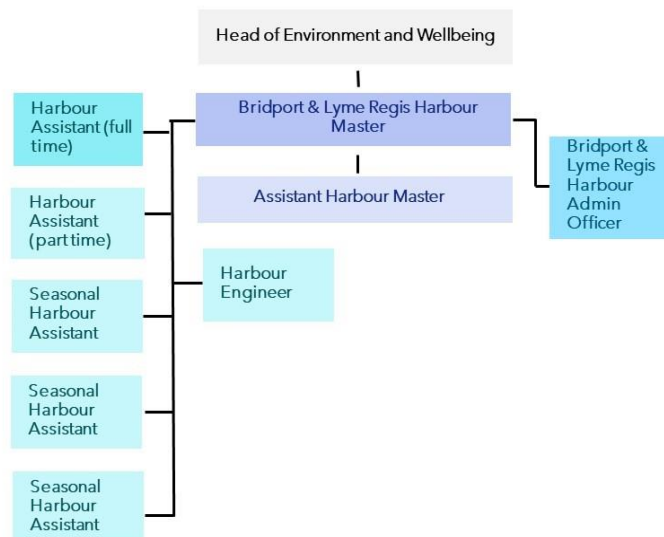 Head of Environment and Wellbeing
Bridport & Lyme Regis Harbour
Master
Assistant Harbour Master
Harbour
Assistant (full
time)
Harbour
Assistant
(part time)
Seasonal
Harbour
Assistant
Seasonal
Harbour
Assistant
Seasonal
Harbour
Assistant
Harbour
Engineer
Bridport &
Lyme Regis
Harbour
Admin
Officer